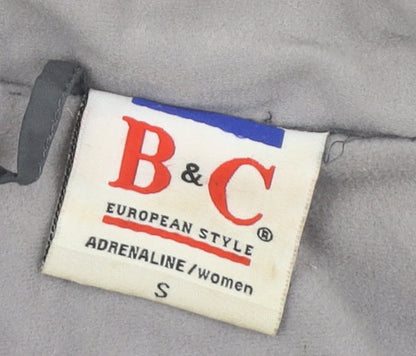 B & C®
EUROPEAN STYLE
ADRENALINE/women
S